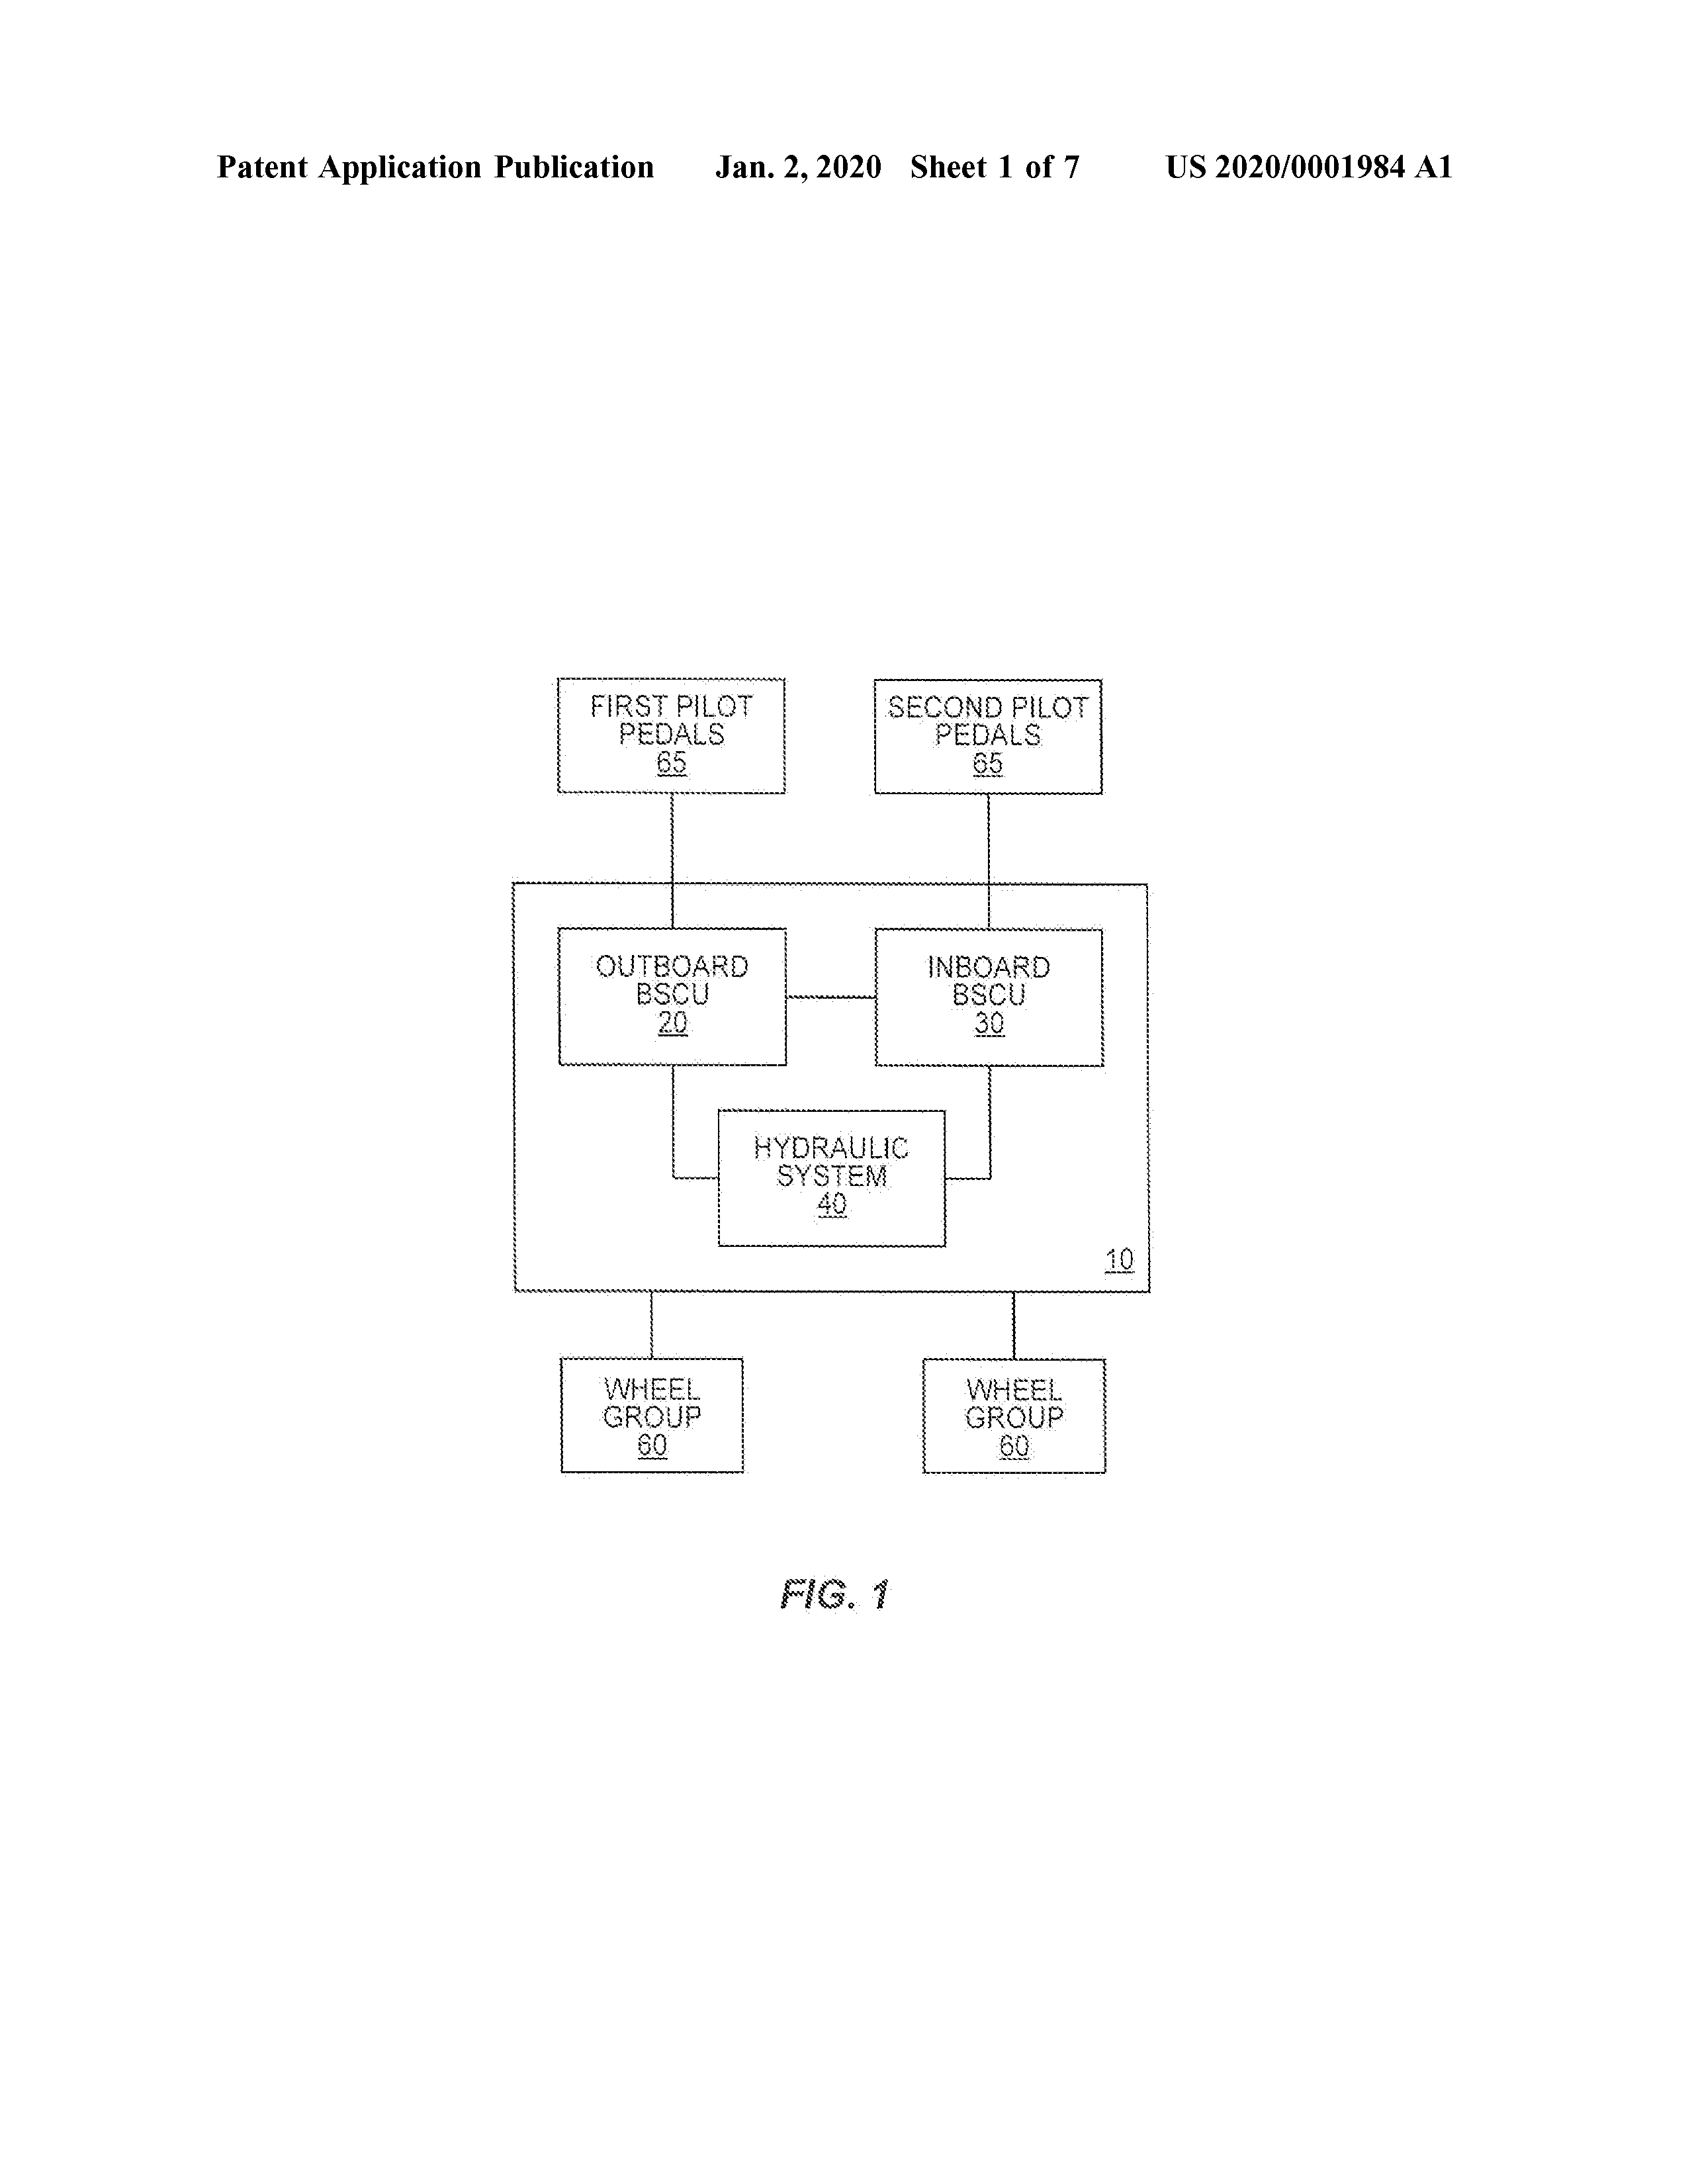 Patent Application Publication Jan. 2, 2020 Sheet 1 of 7 US 2020/0001984 A1
FIRST PILOT
PEDALS
65
SECOND PILOT
PEDALS
65
OUTBOARD
BSCU
20
INBOARD
BSCU
30
HYDRAULIC
SYSTEM
40
10
WHEEL
GROUP
60
WHEEL
GROUP
60
FIG. 1